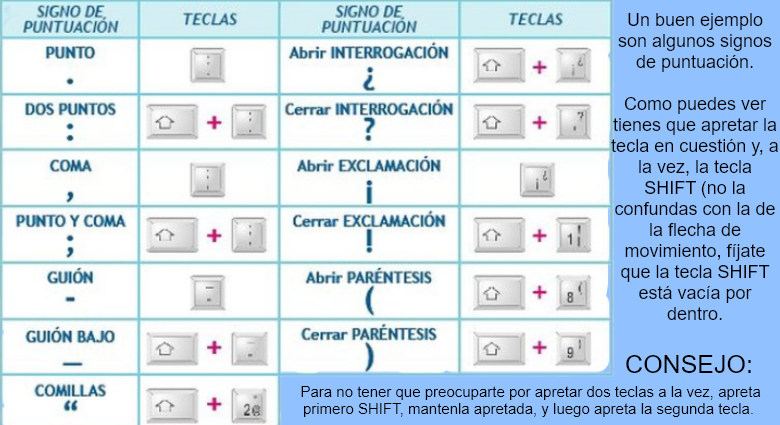 SIGNO DE PUNTUACIÓN TECLAS SIGNO DE PUNTUACIÓN TECLAS
PUNTO Abrir INTERROGACIÓN
. ¿ + ¿ ¡
DOS PUNTOS Cerrar INTERROGACIÓN
: + ? + ?
COMA Abrir EXCLAMACIÓN
, ¡ ¡ ¿
PUNTO Y COMA Cerrar EXCLAMACIÓN
; + ! + 1
GUIÓN Abrir PARÉNTESIS
- ( + 8 (
GUIÓN BAJO Cerrar PARÉNTESIS
_ + ) + 9
COMILLAS
“ + 2@
Un buen ejemplo
son algunos signos
de puntuación.
Como puedes ver
tienes que apretar la
tecla en cuestión y, a
la vez, la tecla
SHIFT (no la
confundas con la de
la flecha de
movimiento, fíjate
que la tecla SHIFT
está vacía por
dentro.
CONSEJO:
Para no tener que preocuparte por apretar dos teclas a la vez, apreta
primero SHIFT, mantenla apretada, y luego apreta la segunda tecla.